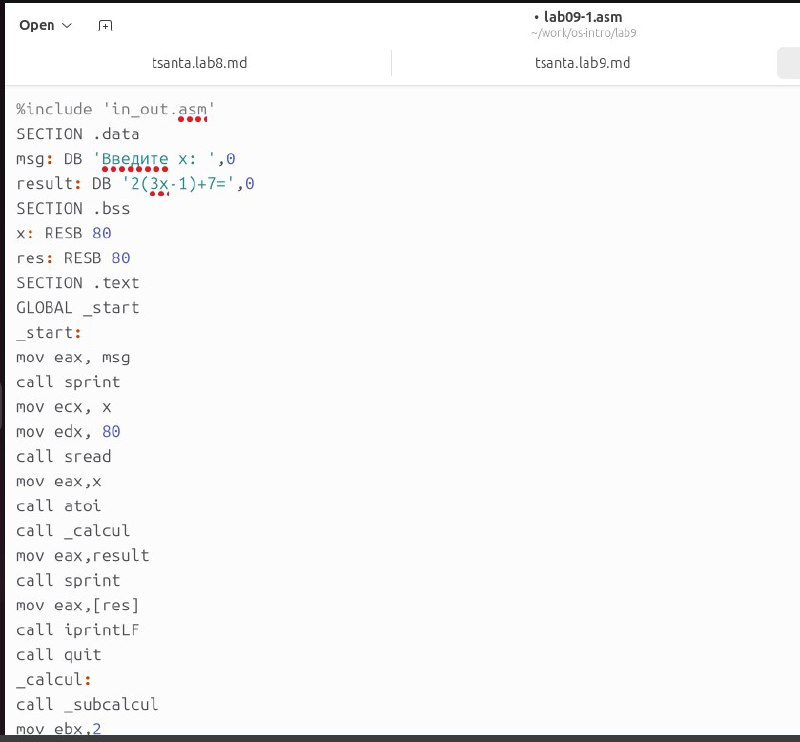 Open
• lab09-1.asm
~/work/os-intro/lab9
tsanta.lab8.md
tsanta.lab9.md
%include 'in_out.asm'
SECTION .data
msg: DB 'Введите x: ',0
result: DB '2(3x-1)+7=',0
SECTION .bss
x: RESB 80
res: RESB 80
SECTION .text
GLOBAL _start
_start:
mov eax, msg
call sprint
mov ecx, x
mov edx, 80
call sread
mov eax,x
call atoi
call _calcul
mov eax,result
call sprint
mov eax,[res]
call iprintLF
call quit
_calcul:
call _subcalcul
mov ebx,2